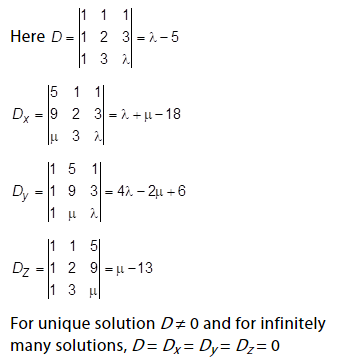 Here D = |1 1 1; 1 2 3; 1 3 λ| = λ – 5
Dx = |5 1 1; 9 2 3; μ 3 λ| = λ + μ – 18
Dy = |1 5 1; 1 9 3; 1 μ λ| = 4λ – 2μ + 6
Dz = |1 1 5; 1 2 9; 1 3 μ| = μ – 13
For unique solution D ≠ 0 and for infinitely
many solutions, D = Dx = Dy = Dz = 0